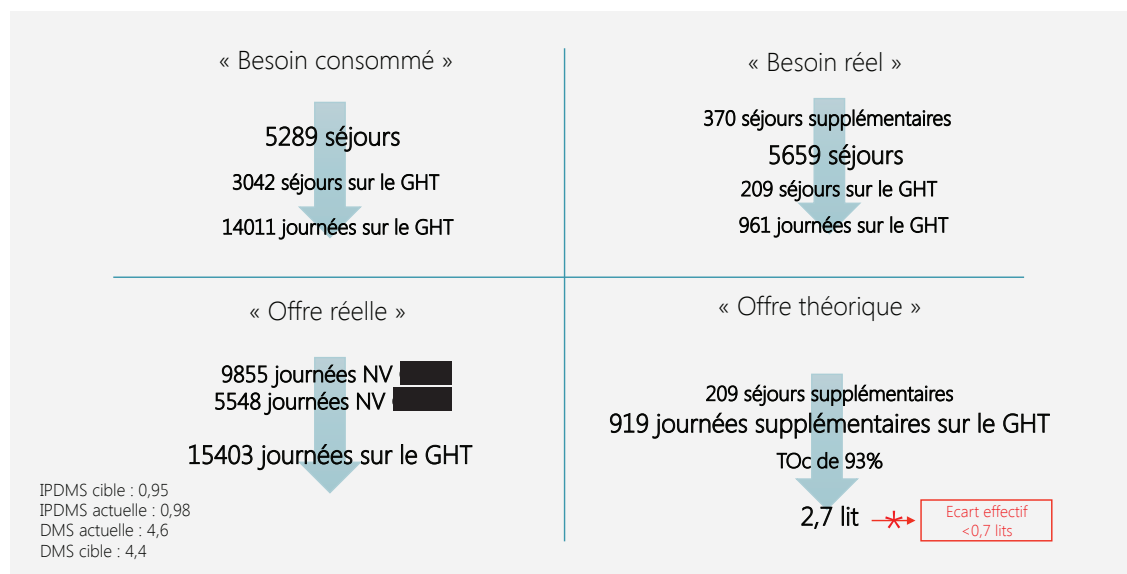 « Besoin consommé »
5289 séjours
3042 séjours sur le GHT
14011 journées sur le GHT
« Besoin réel »
370 séjours supplémentaires
5659 séjours
209 séjours sur le GHT
961 journées sur le GHT
« Offre réelle »
9855 journées NV
5548 journées NV
15403 journées sur le GHT
IPDMS cible : 0,95
IPDMS actuelle : 0,98
DMS actuelle : 4,6
DMS cible : 4,4
« Offre théorique »
209 séjours supplémentaires
919 journées supplémentaires sur le GHT
TOc de 93%
2,7 lit
Ecart effectif
<0,7 lits